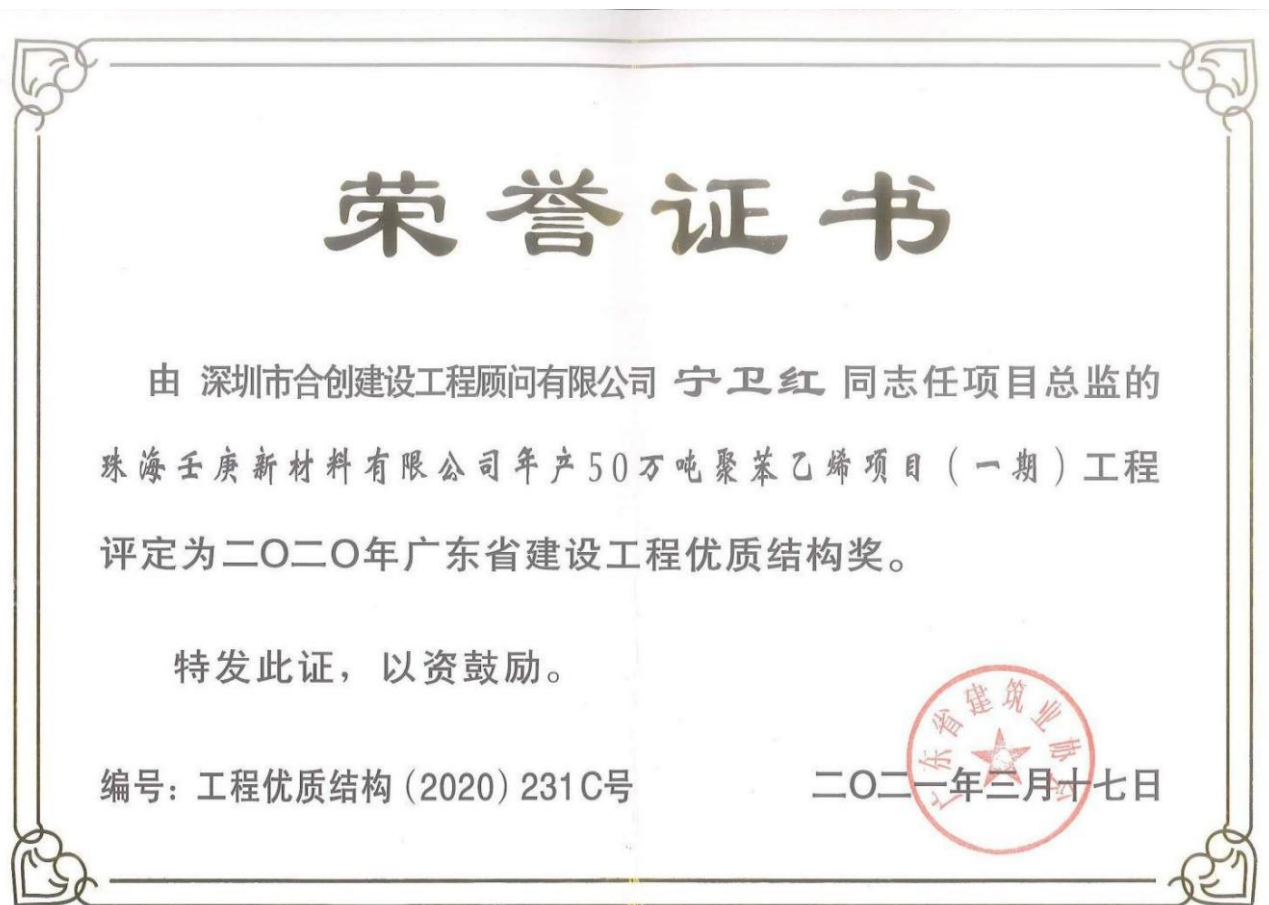 荣誉证书
由 深圳市合创建设工程顾问有限公司 宁卫红 同志任项目总监的
珠海壬庚新材料有限公司年产50万吨聚苯乙烯项目（一期）工程
评定为二〇二〇年广东省建设工程优质结构奖。
特发此证，以资鼓励。
广东省建筑业协会
编号：工程优质结构（2020）231C号
二〇二一年三月十七日